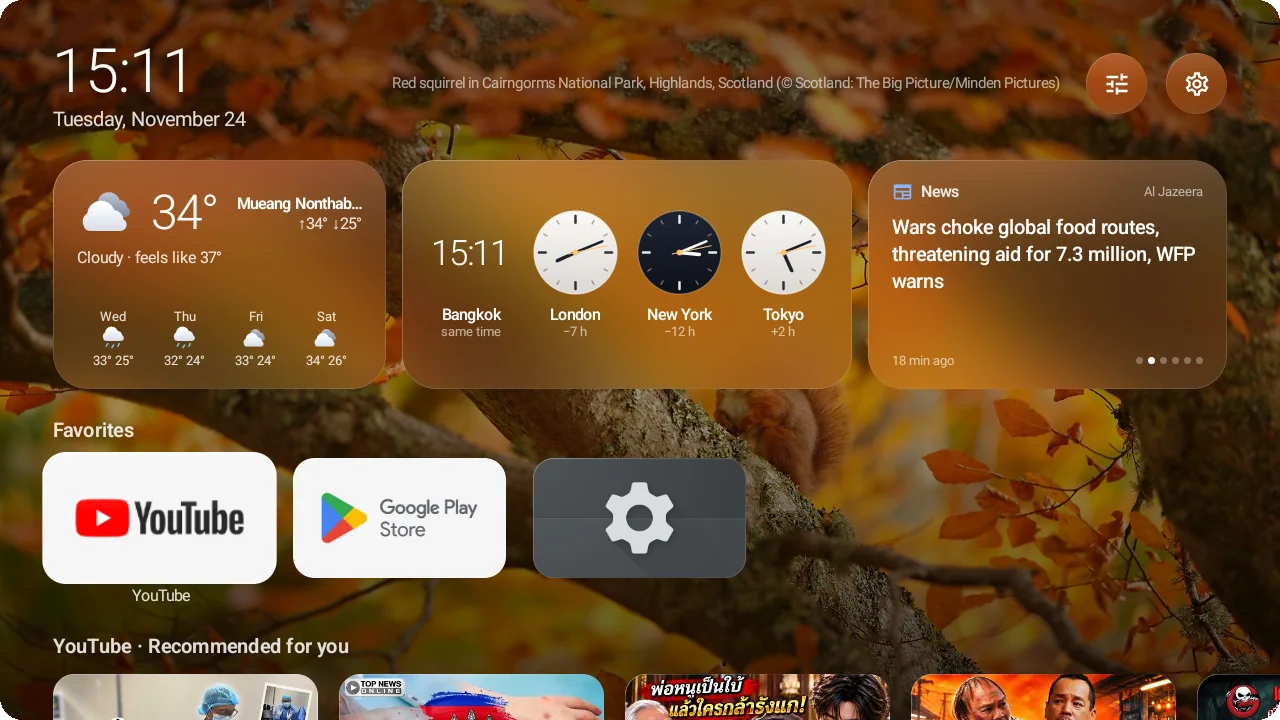 15:11
Tuesday, November 24
Red squirrel in Cairngorms National Park, Highlands, Scotland (© Scotland: The Big Picture/Minden Pictures)
34°
Mueang Nonthab...
↑34° ↓25°
Cloudy · feels like 37°
Wed
Thu
Fri
Sat
33° 25°
32° 24°
33° 24°
34° 26°
15:11
Bangkok
London
New York
Tokyo
same time
−7 h
−12 h
+2 h
News
Al Jazeera
Wars choke global food routes,
threatening aid for 7.3 million, WFP
warns
18 min ago
Favorites
YouTube
Google Play
Store
YouTube
YouTube · Recommended for you
TOP NEWS
ONLINE
พ่อหนูเป็นใบ้
แล้วใครกล้ารังแก!